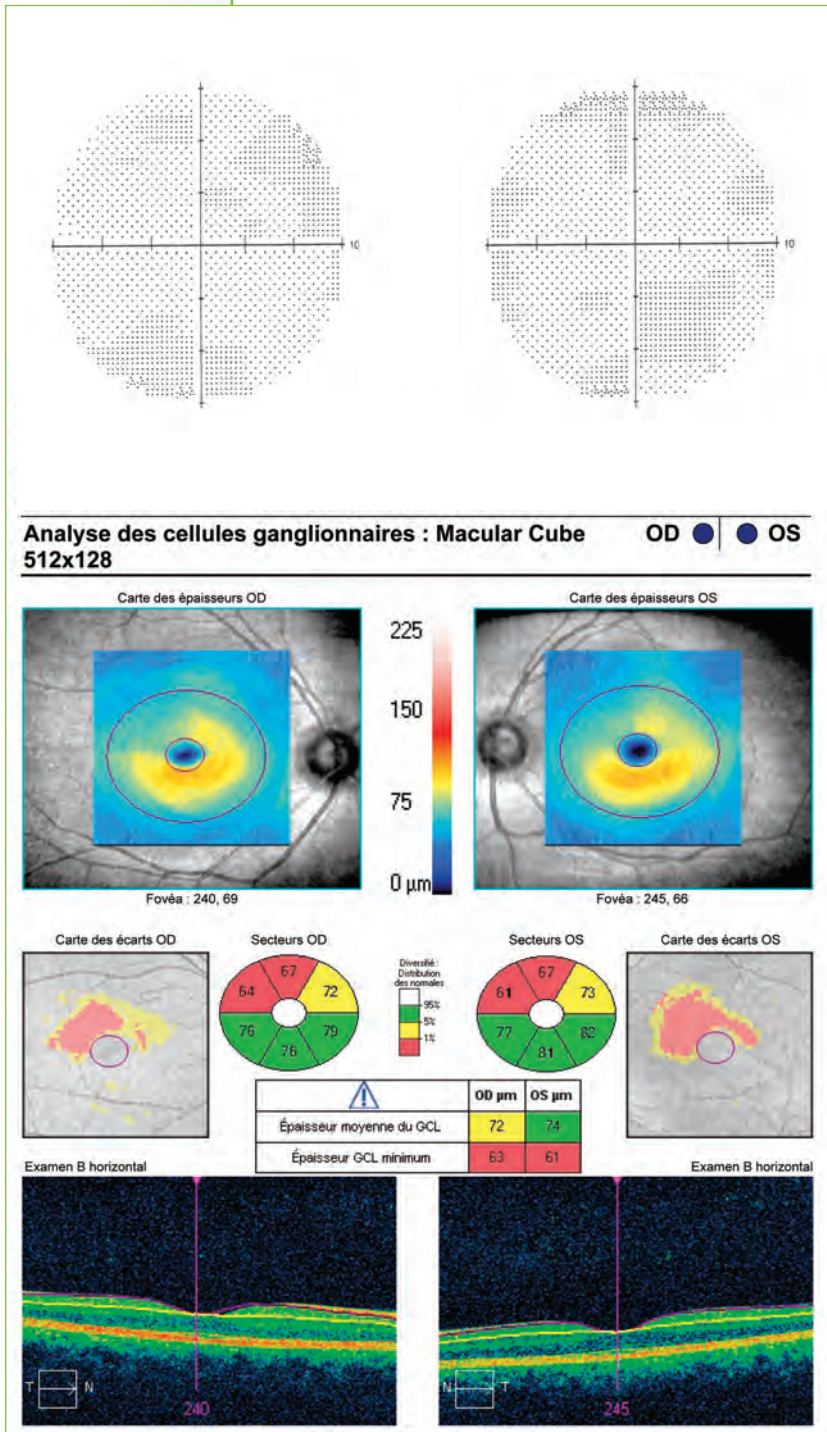 10
10
Analyse des cellules ganglionnaires : Macular Cube 512x128
OD OS
Carte des épaisseurs OD
Carte des épaisseurs OS
225
150
75
0 µm
Fovéa : 240, 69
Fovéa : 245, 66
Carte des écarts OD
Secteurs OD
Secteurs OS
Carte des écarts OS
67
64
72
76
79
76
Diversifié :
Distribution
des normales
95%
5%
1%
67
61
73
77
82
81
OD µm OS µm
Épaisseur moyenne du GCL 72 74
Épaisseur GCL minimum 63 61
Examen B horizontal
Examen B horizontal
T N
240
N T
245